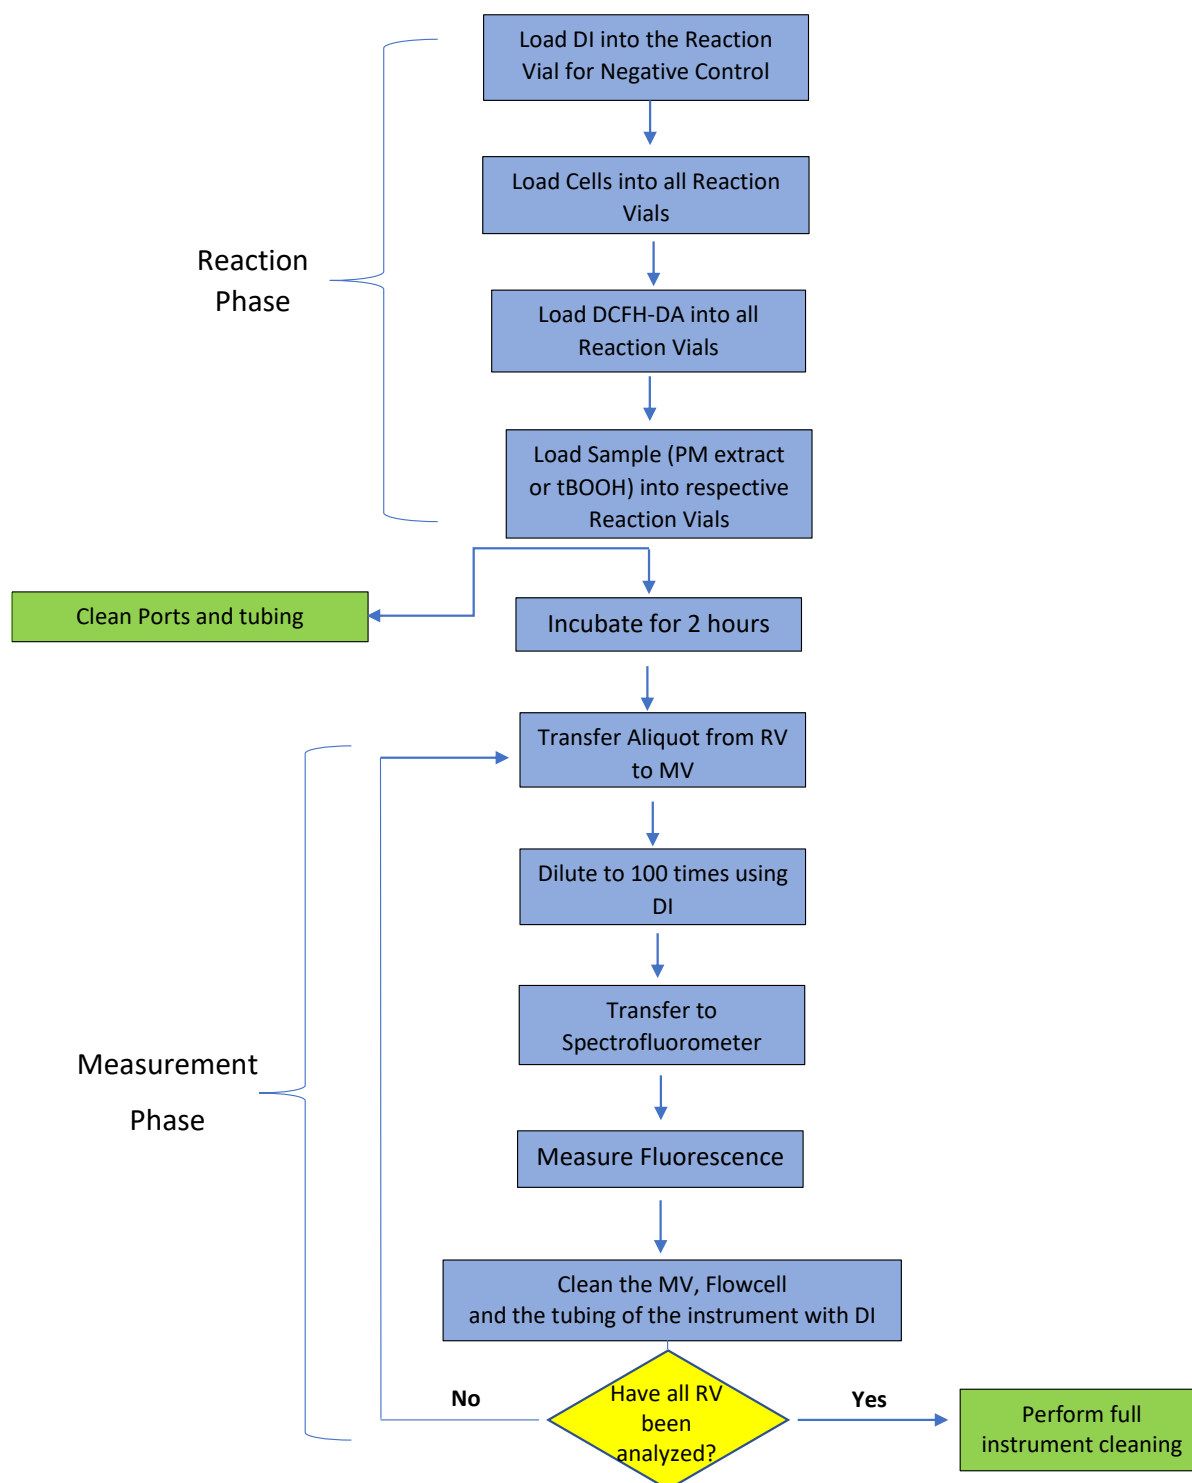 Load DI into the Reaction
Vial for Negative Control
Load Cells into all Reaction
Vials
Reaction
Phase
Load DCFH-DA into all
Reaction Vials
Load Sample (PM extract
or tBOOH) into respective
Reaction Vials
Clean Ports and tubing
Incubate for 2 hours
Transfer Aliquot from RV
to MV
Dilute to 100 times using
DI
Transfer to
Spectrofluorometer
Measurement
Phase
Measure Fluorescence
Clean the MV, Flowcell
and the tubing of the instrument with DI
No
Have all RV
been
analyzed?
Yes
Perform full
instrument cleaning